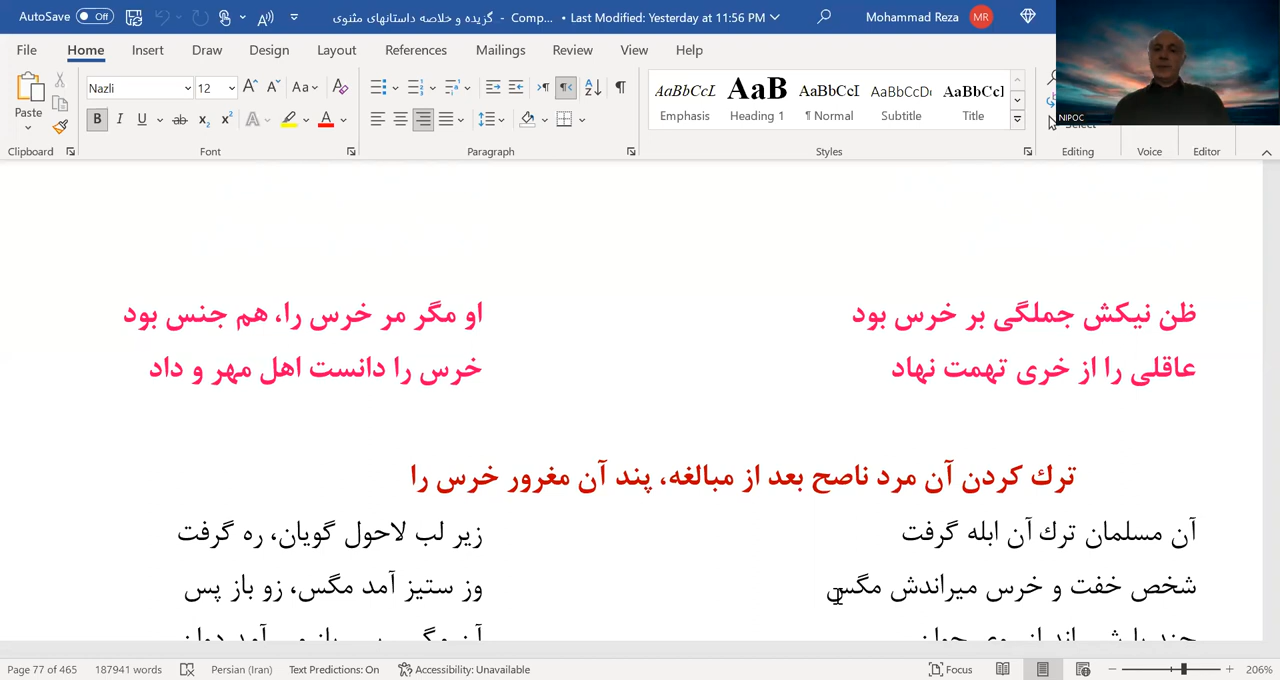 AutoSave Off گزیده و خلاصه داستانهای مثنوی - Comp... • Last Modified: Yesterday at 11:56 PM Mohammad Reza MR
File Home Insert Draw Design Layout References Mailings Review View Help
Paste Nazli 12 Aa AaBbCcL AaB AaBbCcI AaBbCcD AaBbCc]
Emphasis Heading 1 ¶ Normal Subtitle Title Select
NIPOC
Clipboard Font Paragraph Styles Editing Voice Editor
ظن نیکش جملگی بر خرس بود او مگر مر خرس را، هم جنس بود
عاقلی را از خری تهمت نهاد خرس را دانست اهل مهر و داد
ترك کردن آن مرد ناصح بعد از مبالغه، پند آن مغرور خرس را
آن مسلمان ترك آن ابله گرفت زیر لب لاحول گویان، ره گرفت
شخص خفت و خرس میراندش مگس وز ستیز آمد مگس، زو باز پس
Page 77 of 465 187941 words Persian (Iran) Text Predictions: On Accessibility: Unavailable Focus 206%